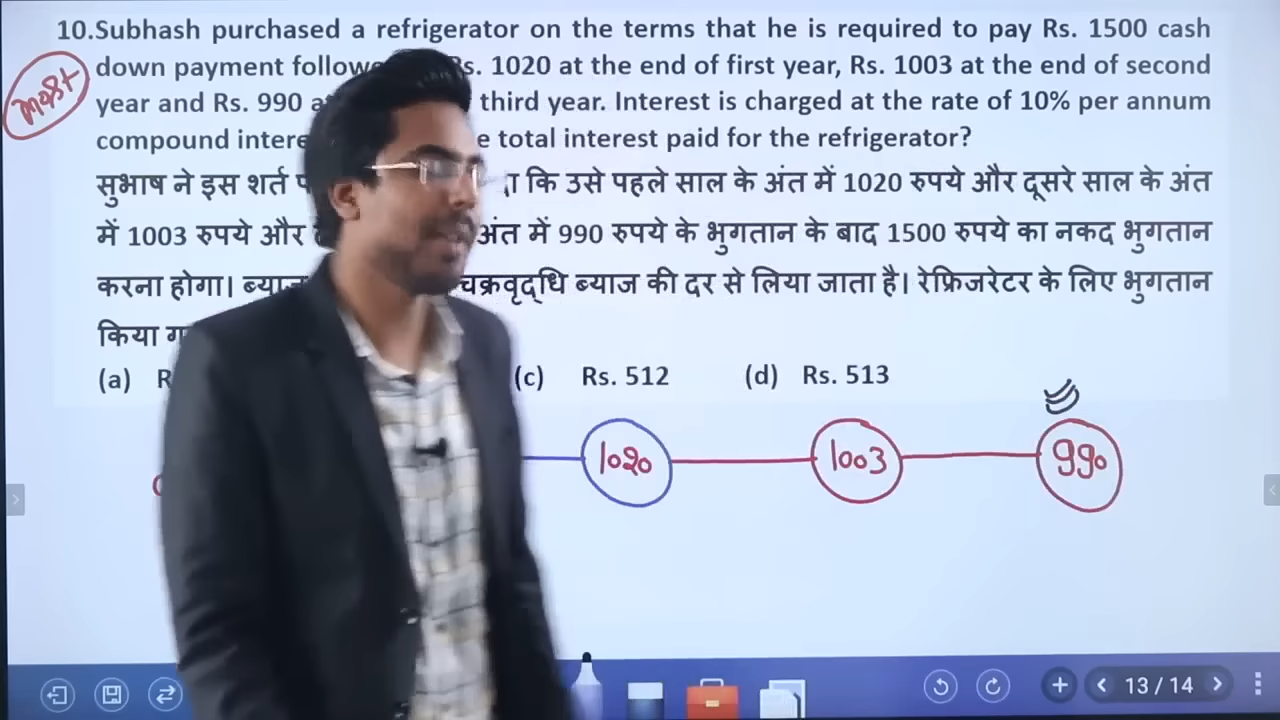 10.Subhash purchased a refrigerator on the terms that he is required to pay Rs. 1500 cash
down payment Rs. 1020 at the end of first year, Rs. 1003 at the end of second
year and Rs. 990 third year. Interest is charged at the rate of 10% per annum
compound total interest paid for the refrigerator?
सुभाष ने इस शर्त कि उसे पहले साल के अंत में 1020 रुपये और दूसरे साल के अंत
में 1003 रुपये और अंत में 990 रुपये के भुगतान के बाद 1500 रुपये का नकद भुगतान
करना होगा। चक्रवृद्धि ब्याज की दर से लिया जाता है। रेफ्रिजरेटर के लिए भुगतान
किया
(a) (c) Rs. 512 (d) Rs. 513
1020 1003 990
13 / 14